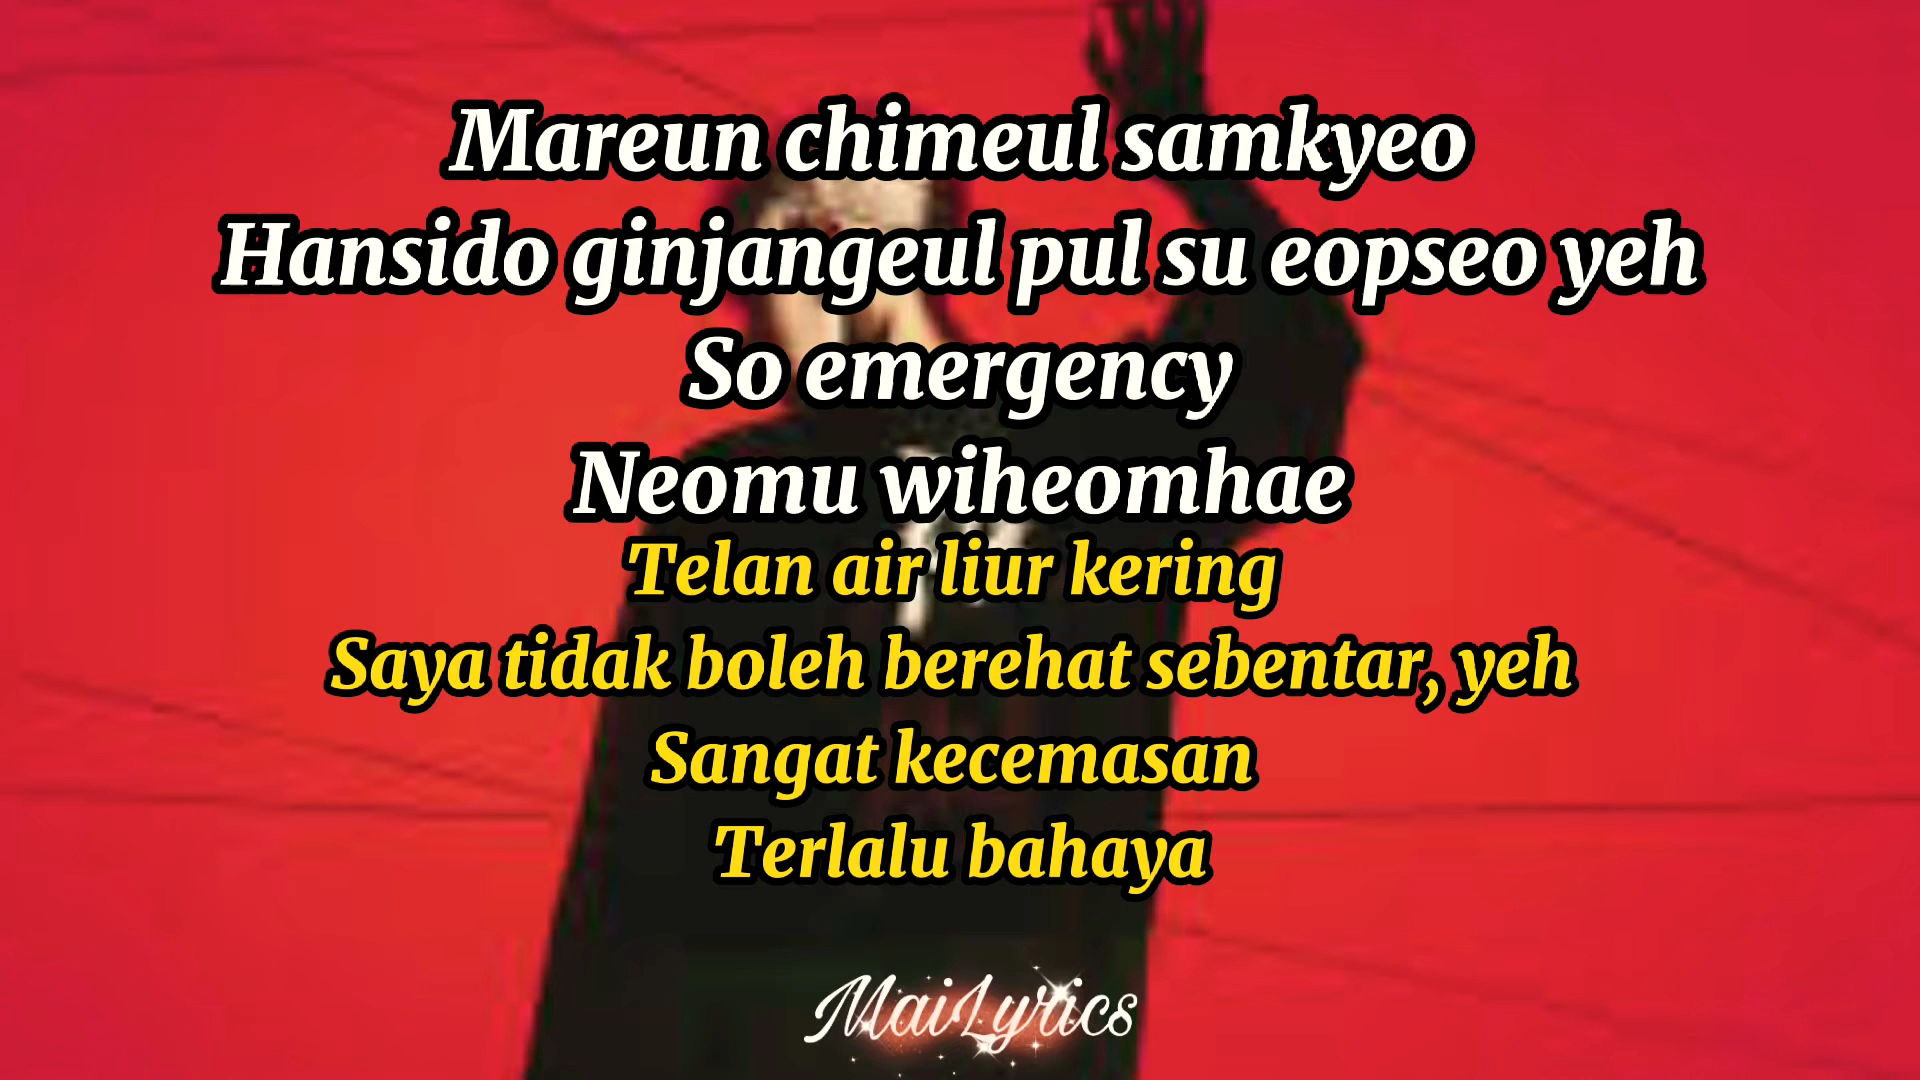 Mareun chimeul samkyeo
Hansido ginjangeul pul su eopseo yeh
So emergency
Neomu wiheomhae
Telan air liur kering
Saya tidak boleh berehat sebentar, yeh
Sangat kecemasan
Terlalu bahaya
MaiLyrics